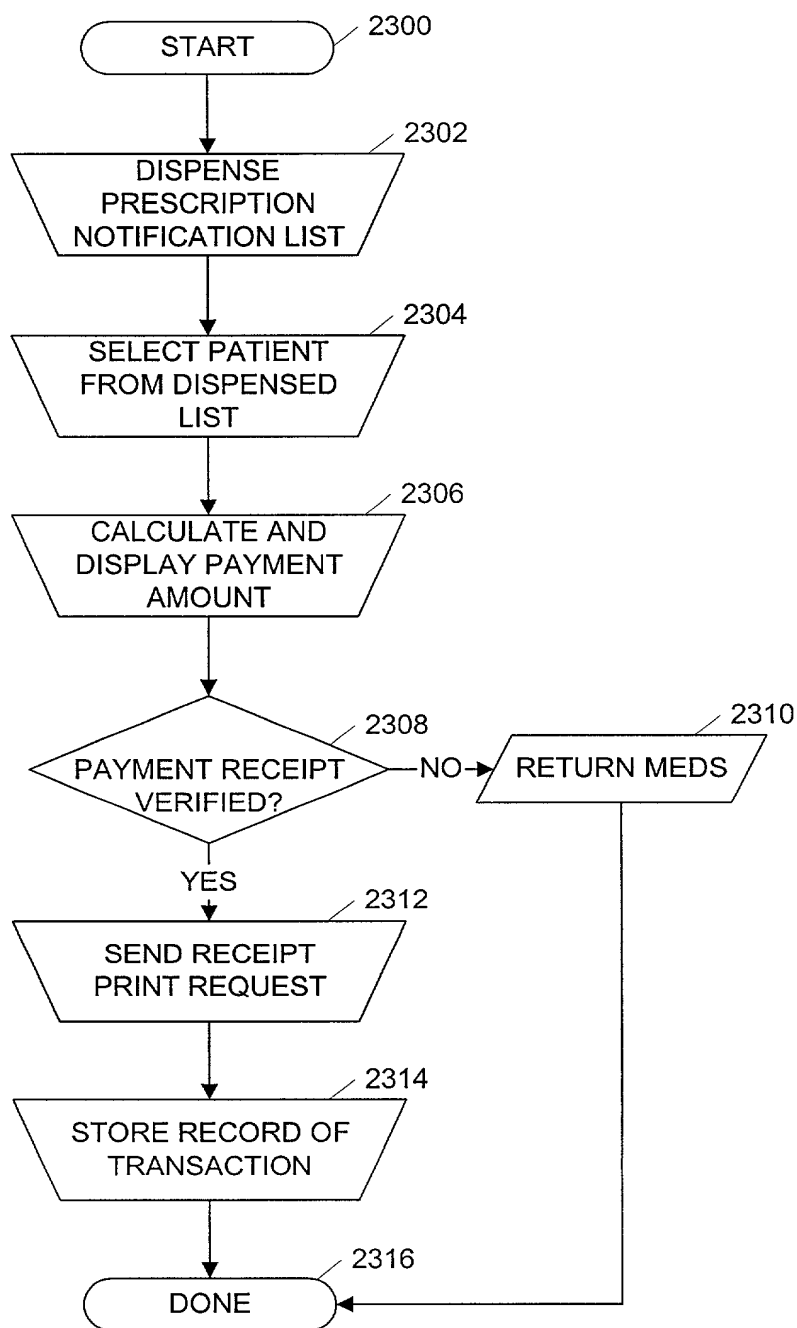 START
2300
2302
DISPENSE
PRESCRIPTION
NOTIFICATION LIST
2304
SELECT PATIENT
FROM DISPENSED
LIST
2306
CALCULATE AND
DISPLAY PAYMENT
AMOUNT
2308
PAYMENT RECEIPT
VERIFIED?
NO
2310
RETURN MEDS
YES
2312
SEND RECEIPT
PRINT REQUEST
2314
STORE RECORD OF
TRANSACTION
2316
DONE